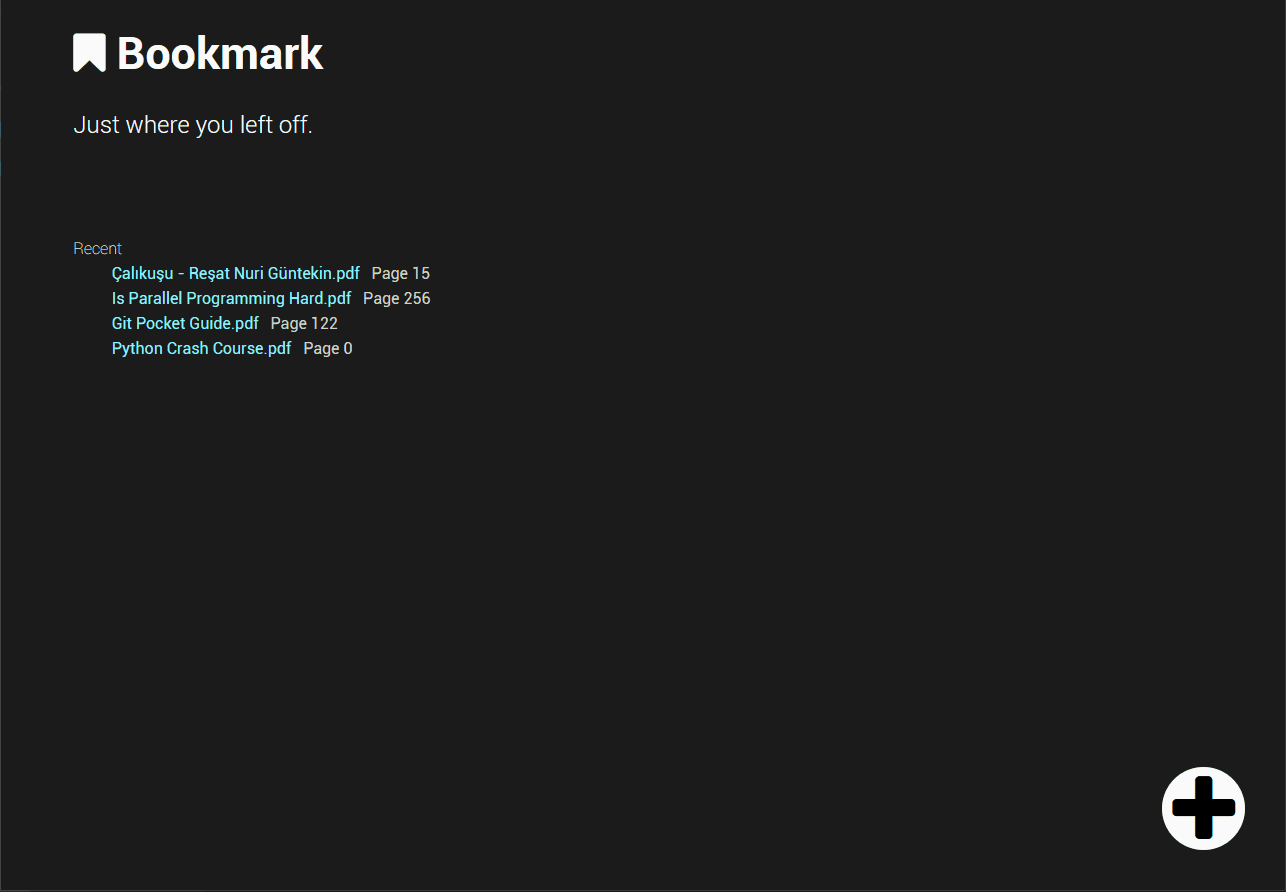 Bookmark
Just where you left off.
Recent
Çalıkuşu - Reşat Nuri Güntekin.pdf Page 15
Is Parallel Programming Hard.pdf Page 256
Git Pocket Guide.pdf Page 122
Python Crash Course.pdf Page 0